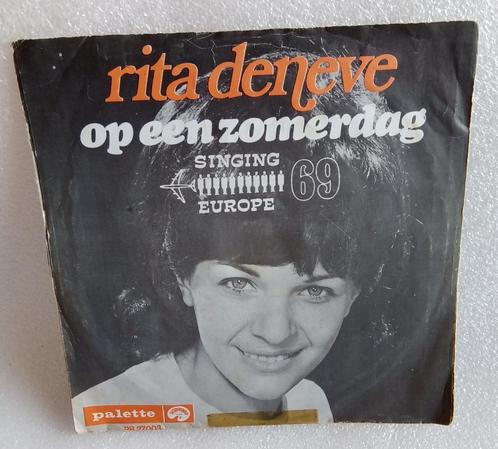 rita deneve
op een zomerdag
SINGING
69
EUROPE
palette
PB 27003